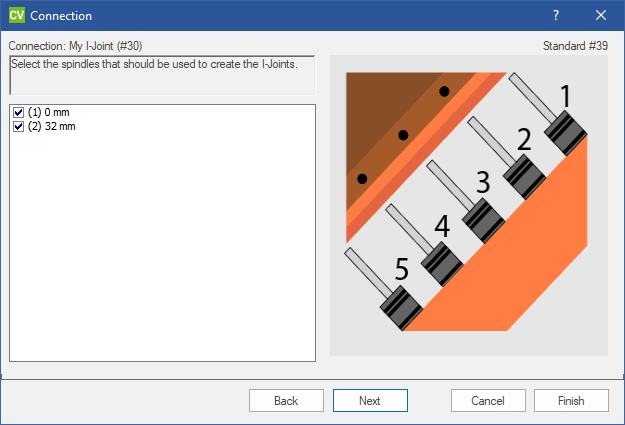 CV Connection ?
Connection: My I-Joint (#30)
Standard #39
Select the spindles that should be used to create the I-Joints.
(1) 0 mm
(2) 32 mm
1
2
3
4
5
Back
Next
Cancel
Finish